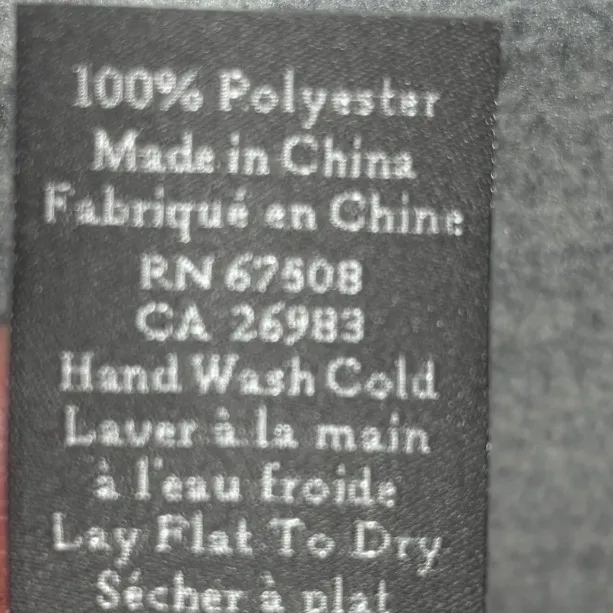 100% Polyester
Made in China
Fabriqué en Chine
RN 67508
CA 26983
Hand Wash Cold
Laver à la main
à l'eau froide
Lay Flat To Dry
Sécher à plat